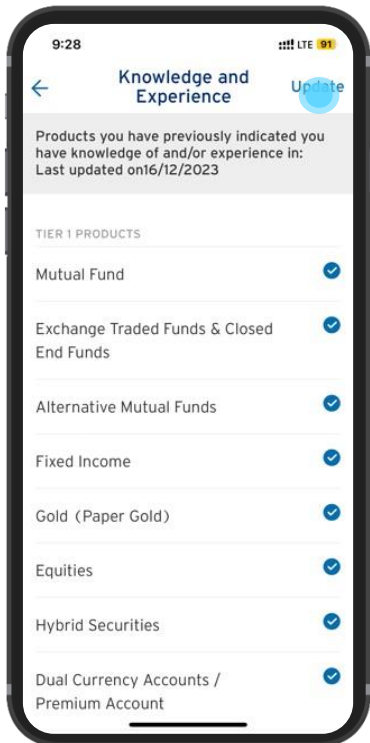 9:28
LTE 91
Knowledge and
Experience
Update
Products you have previously indicated you
have knowledge of and/or experience in:
Last updated on16/12/2023
TIER 1 PRODUCTS
Mutual Fund
Exchange Traded Funds & Closed
End Funds
Alternative Mutual Funds
Fixed Income
Gold (Paper Gold)
Equities
Hybrid Securities
Dual Currency Accounts /
Premium Account